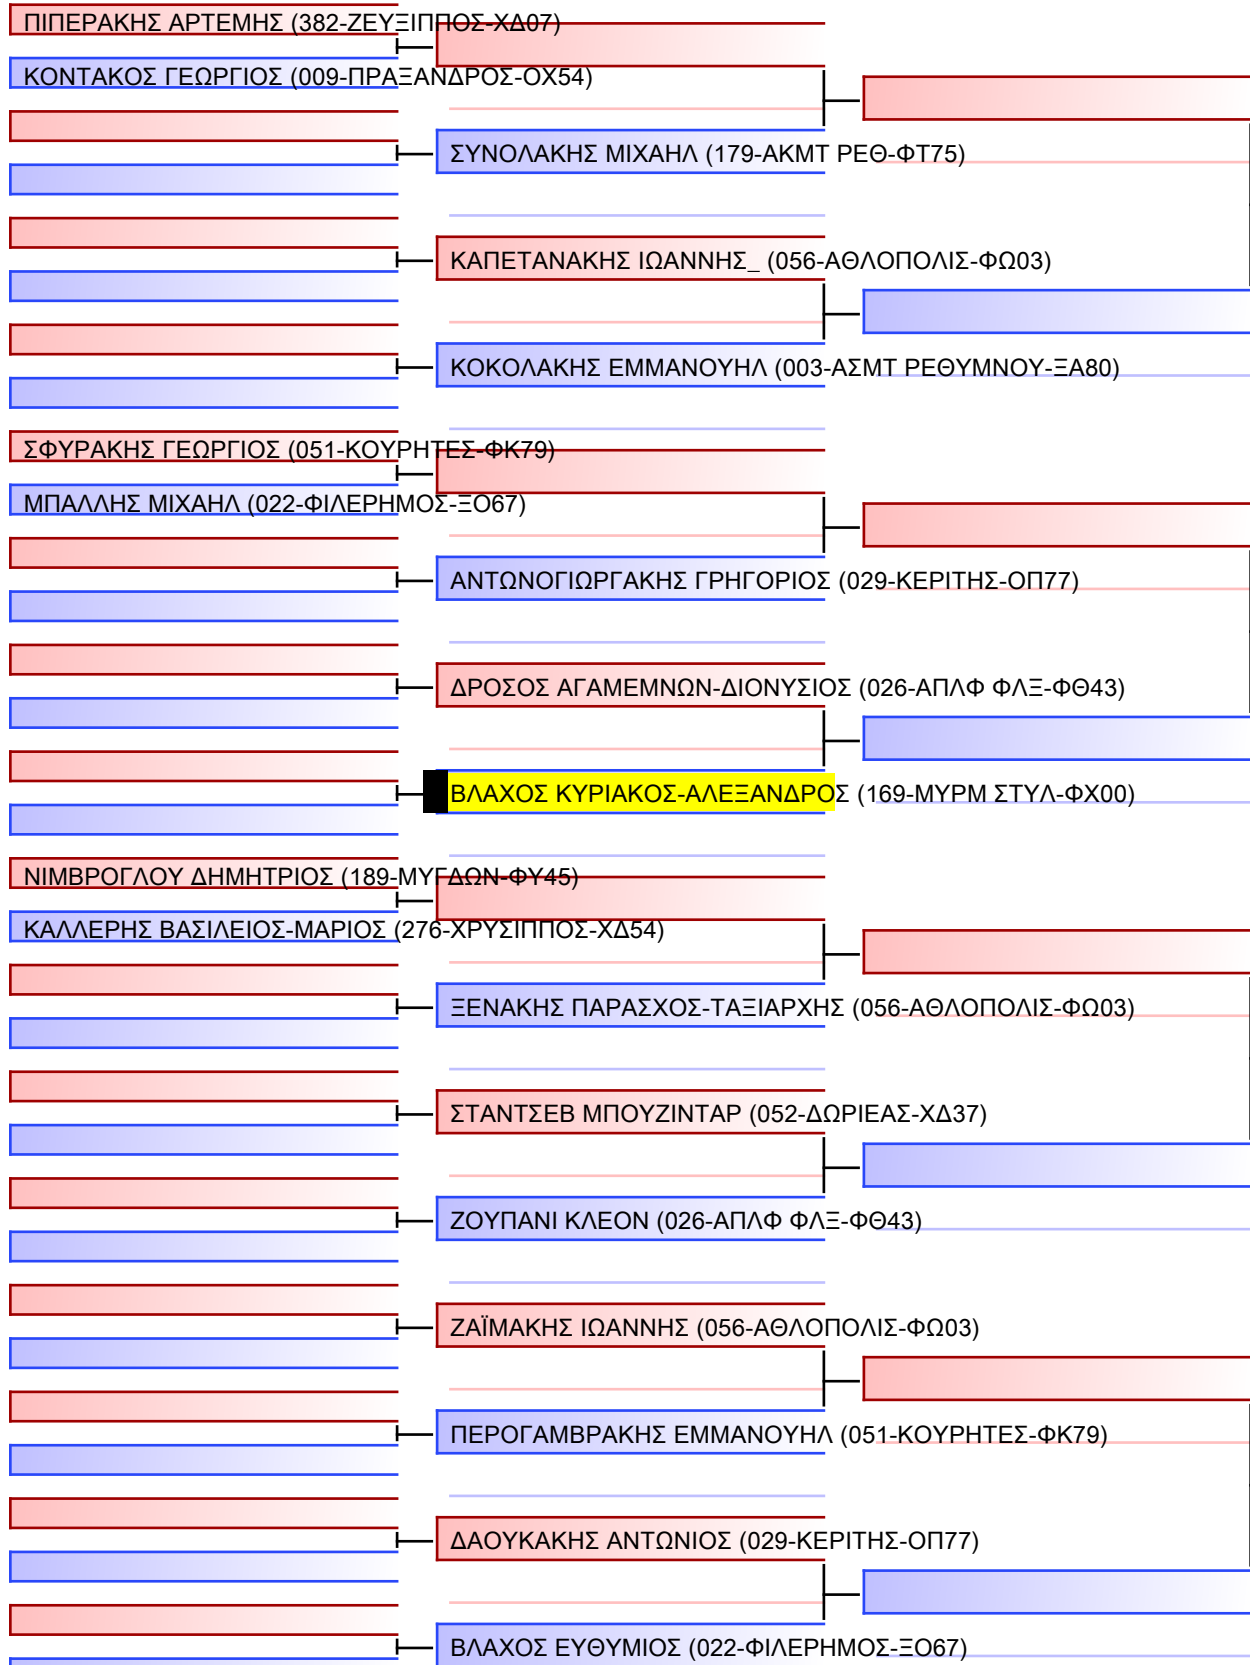 ΠΙΠΕΡΑΚΗΣ ΑΡΤΕΜΗΣ (382-ΖΕΥΞΙΠΠΟΣ-ΧΔ07)
ΚΟΝΤΑΚΟΣ ΓΕΩΡΓΙΟΣ (009-ΠΡΑΞΑΝΔΡΟΣ-ΟΧ54)
ΣΥΝΟΛΑΚΗΣ ΜΙΧΑΗΛ (179-ΑΚΜΤ ΡΕΘ-ΦΤ75)
ΚΑΠΕΤΑΝΑΚΗΣ ΙΩΑΝΝΗΣ_ (056-ΑΘΛΟΠΟΛΙΣ-ΦΩ03)
ΚΟΚΟΛΑΚΗΣ ΕΜΜΑΝΟΥΗΛ (003-ΑΣΜΤ ΡΕΘΥΜΝΟΥ-ΞΑ80)
ΣΦΥΡΑΚΗΣ ΓΕΩΡΓΙΟΣ (051-ΚΟΥΡΗΤΕΣ-ΦΚ79)
ΜΠΑΛΛΗΣ ΜΙΧΑΗΛ (022-ΦΙΛΕΡΗΜΟΣ-ΞΟ67)
ΑΝΤΩΝΟΓΙΩΡΓΑΚΗΣ ΓΡΗΓΟΡΙΟΣ (029-ΚΕΡΙΤΗΣ-ΟΠ77)
ΔΡΟΣΟΣ ΑΓΑΜΕΜΝΩΝ-ΔΙΟΝΥΣΙΟΣ (026-ΑΠΛΦ ΦΛΞ-ΦΘ43)
ΒΛΑΧΟΣ ΚΥΡΙΑΚΟΣ-ΑΛΕΞΑΝΔΡΟΣ (169-ΜΥΡΜ ΣΤΥΛ-ΦΧ00)
ΝΙΜΒΡΟΓΛΟΥ ΔΗΜΗΤΡΙΟΣ (189-ΜΥΓΔΩΝ-ΦΥ45)
ΚΑΛΛΕΡΗΣ ΒΑΣΙΛΕΙΟΣ-ΜΑΡΙΟΣ (276-ΧΡΥΣΙΠΠΟΣ-ΧΔ54)
ΞΕΝΑΚΗΣ ΠΑΡΑΣΧΟΣ-ΤΑΞΙΑΡΧΗΣ (056-ΑΘΛΟΠΟΛΙΣ-ΦΩ03)
ΣΤΑΝΤΣΕΒ ΜΠΟΥΖΙΝΤΑΡ (052-ΔΩΡΙΕΑΣ-ΧΔ37)
ΖΟΥΠΑΝΙ ΚΛΕΟΝ (026-ΑΠΛΦ ΦΛΞ-ΦΘ43)
ΖΑΪΜΑΚΗΣ ΙΩΑΝΝΗΣ (056-ΑΘΛΟΠΟΛΙΣ-ΦΩ03)
ΠΕΡΟΓΑΜΒΡΑΚΗΣ ΕΜΜΑΝΟΥΗΛ (051-ΚΟΥΡΗΤΕΣ-ΦΚ79)
ΔΑΟΥΚΑΚΗΣ ΑΝΤΩΝΙΟΣ (029-ΚΕΡΙΤΗΣ-ΟΠ77)
ΒΛΑΧΟΣ ΕΥΘΥΜΙΟΣ (022-ΦΙΛΕΡΗΜΟΣ-ΞΟ67)